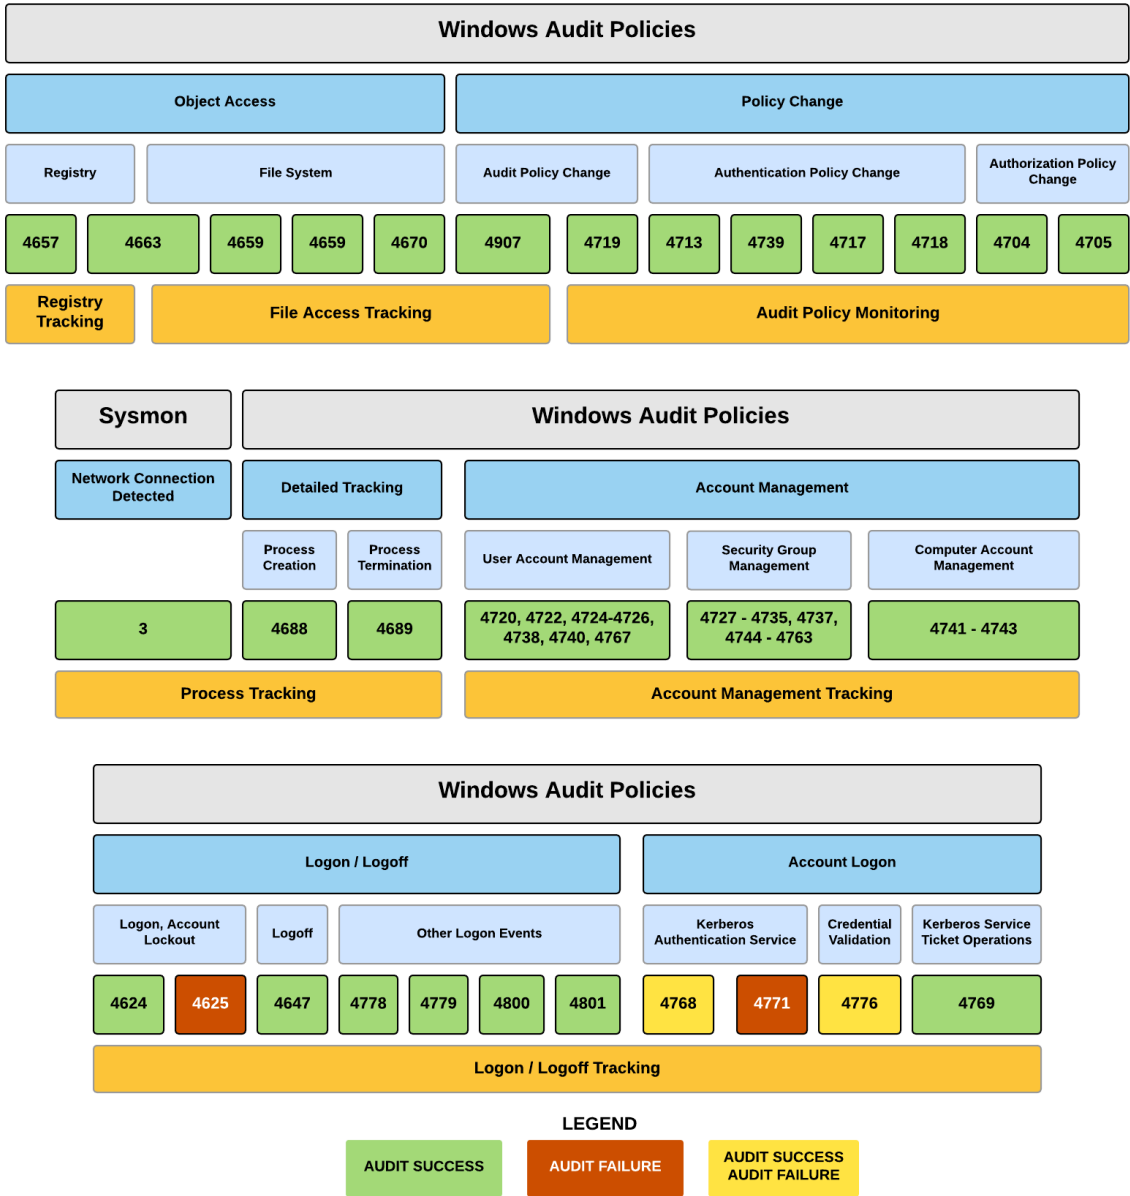 Windows Audit Policies
Object Access
Policy Change
Registry
File System
Audit Policy Change
Authentication Policy Change
Authorization Policy
Change
4657
4663
4659
4659
4670
4907
4719
4713
4739
4717
4718
4704
4705
Registry
Tracking
File Access Tracking
Audit Policy Monitoring
Sysmon
Windows Audit Policies
Network Connection
Detected
Detailed Tracking
Account Management
Process
Creation
Process
Termination
User Account Management
Security Group
Management
Computer Account
Management
3
4688
4689
4720, 4722, 4724-4726,
4738, 4740, 4767
4727 - 4735, 4737,
4744 - 4763
4741 - 4743
Process Tracking
Account Management Tracking
Windows Audit Policies
Logon / Logoff
Account Logon
Logon, Account
Lockout
Logoff
Other Logon Events
Kerberos
Authentication Service
Credential
Validation
Kerberos Service
Ticket Operations
4624
4625
4647
4778
4779
4800
4801
4768
4771
4776
4769
Logon / Logoff Tracking
LEGEND
AUDIT SUCCESS
AUDIT FAILURE
AUDIT SUCCESS
AUDIT FAILURE